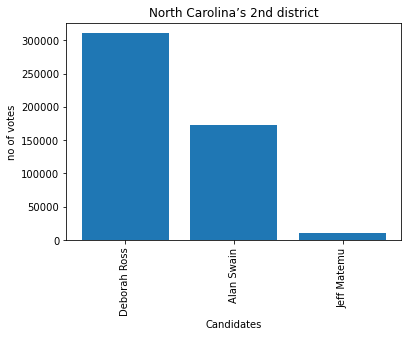 North Carolina’s 2nd district
no of votes
300000
250000
200000
150000
100000
50000
0
Deborah Ross
Alan Swain
Jeff Matemu
Candidates